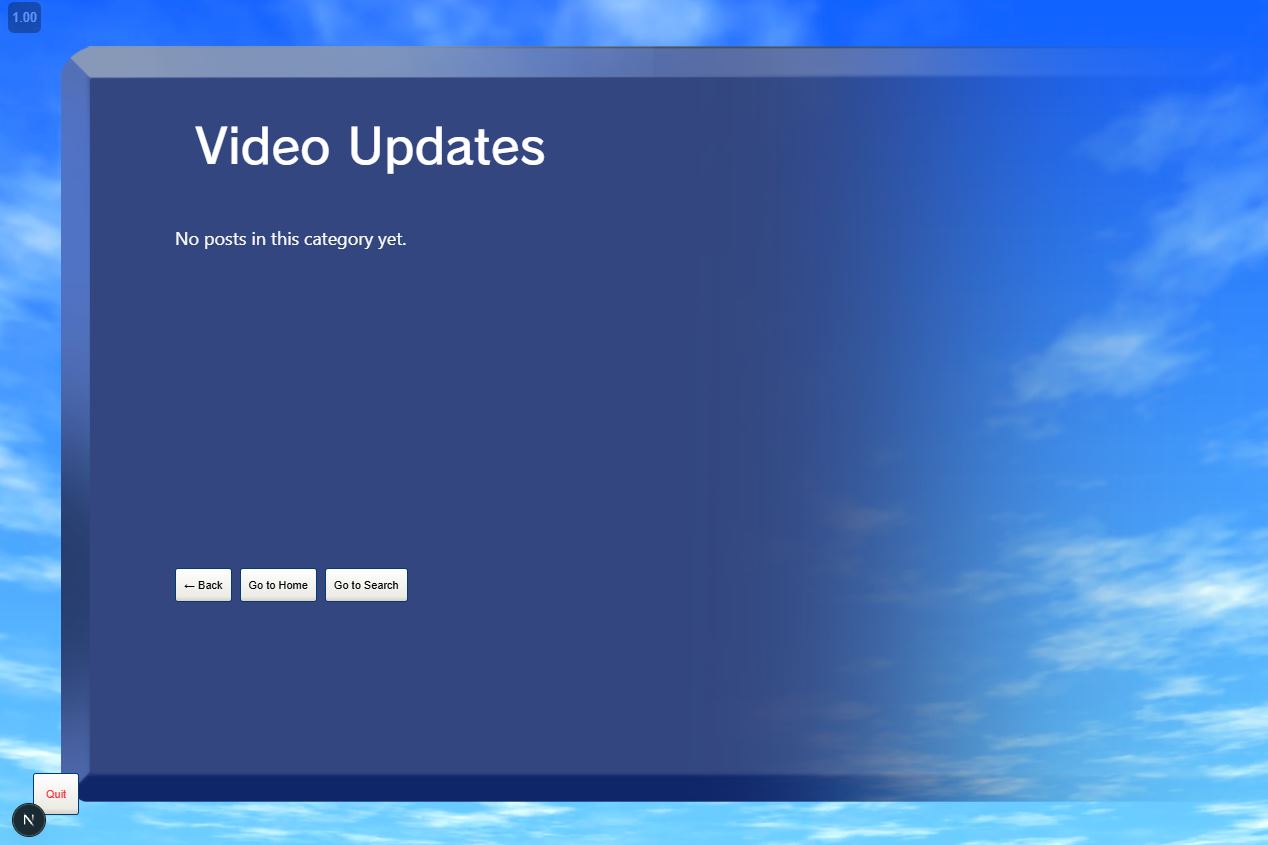 1.00
Video Updates
No posts in this category yet.
← Back
Go to Home
Go to Search
Quit
N